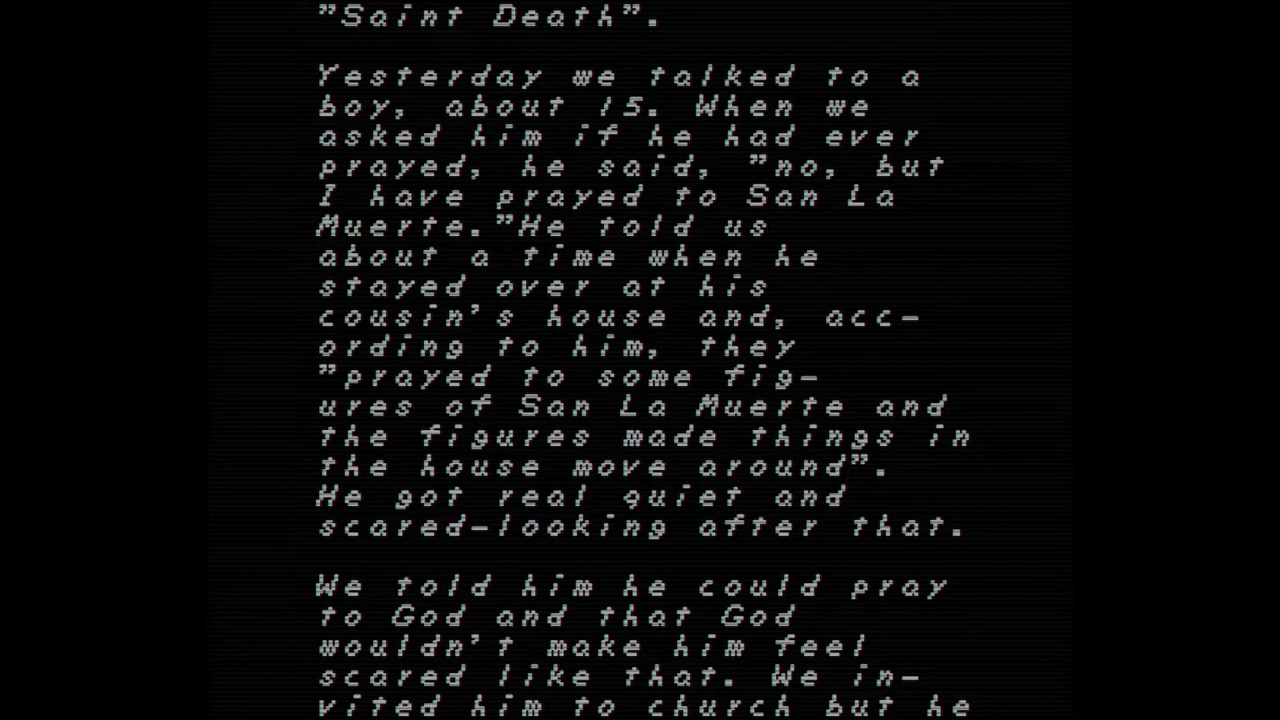 "Saint Death".
Yesterday we talked to a
boy, about 15. When we
asked him if he had ever
prayed, he said, "no, but
I have prayed to San La
Muerte."He told us
about a time when he
stayed over at his
cousin's house and, acc-
ording to him, they
"prayed to some fig-
ures of San La Muerte and
the figures made things in
the house move around".
He got real quiet and
scared-looking after that.
We told him he could pray
to God and that God
wouldn't make him feel
scared like that. We in-
vited him to church but he